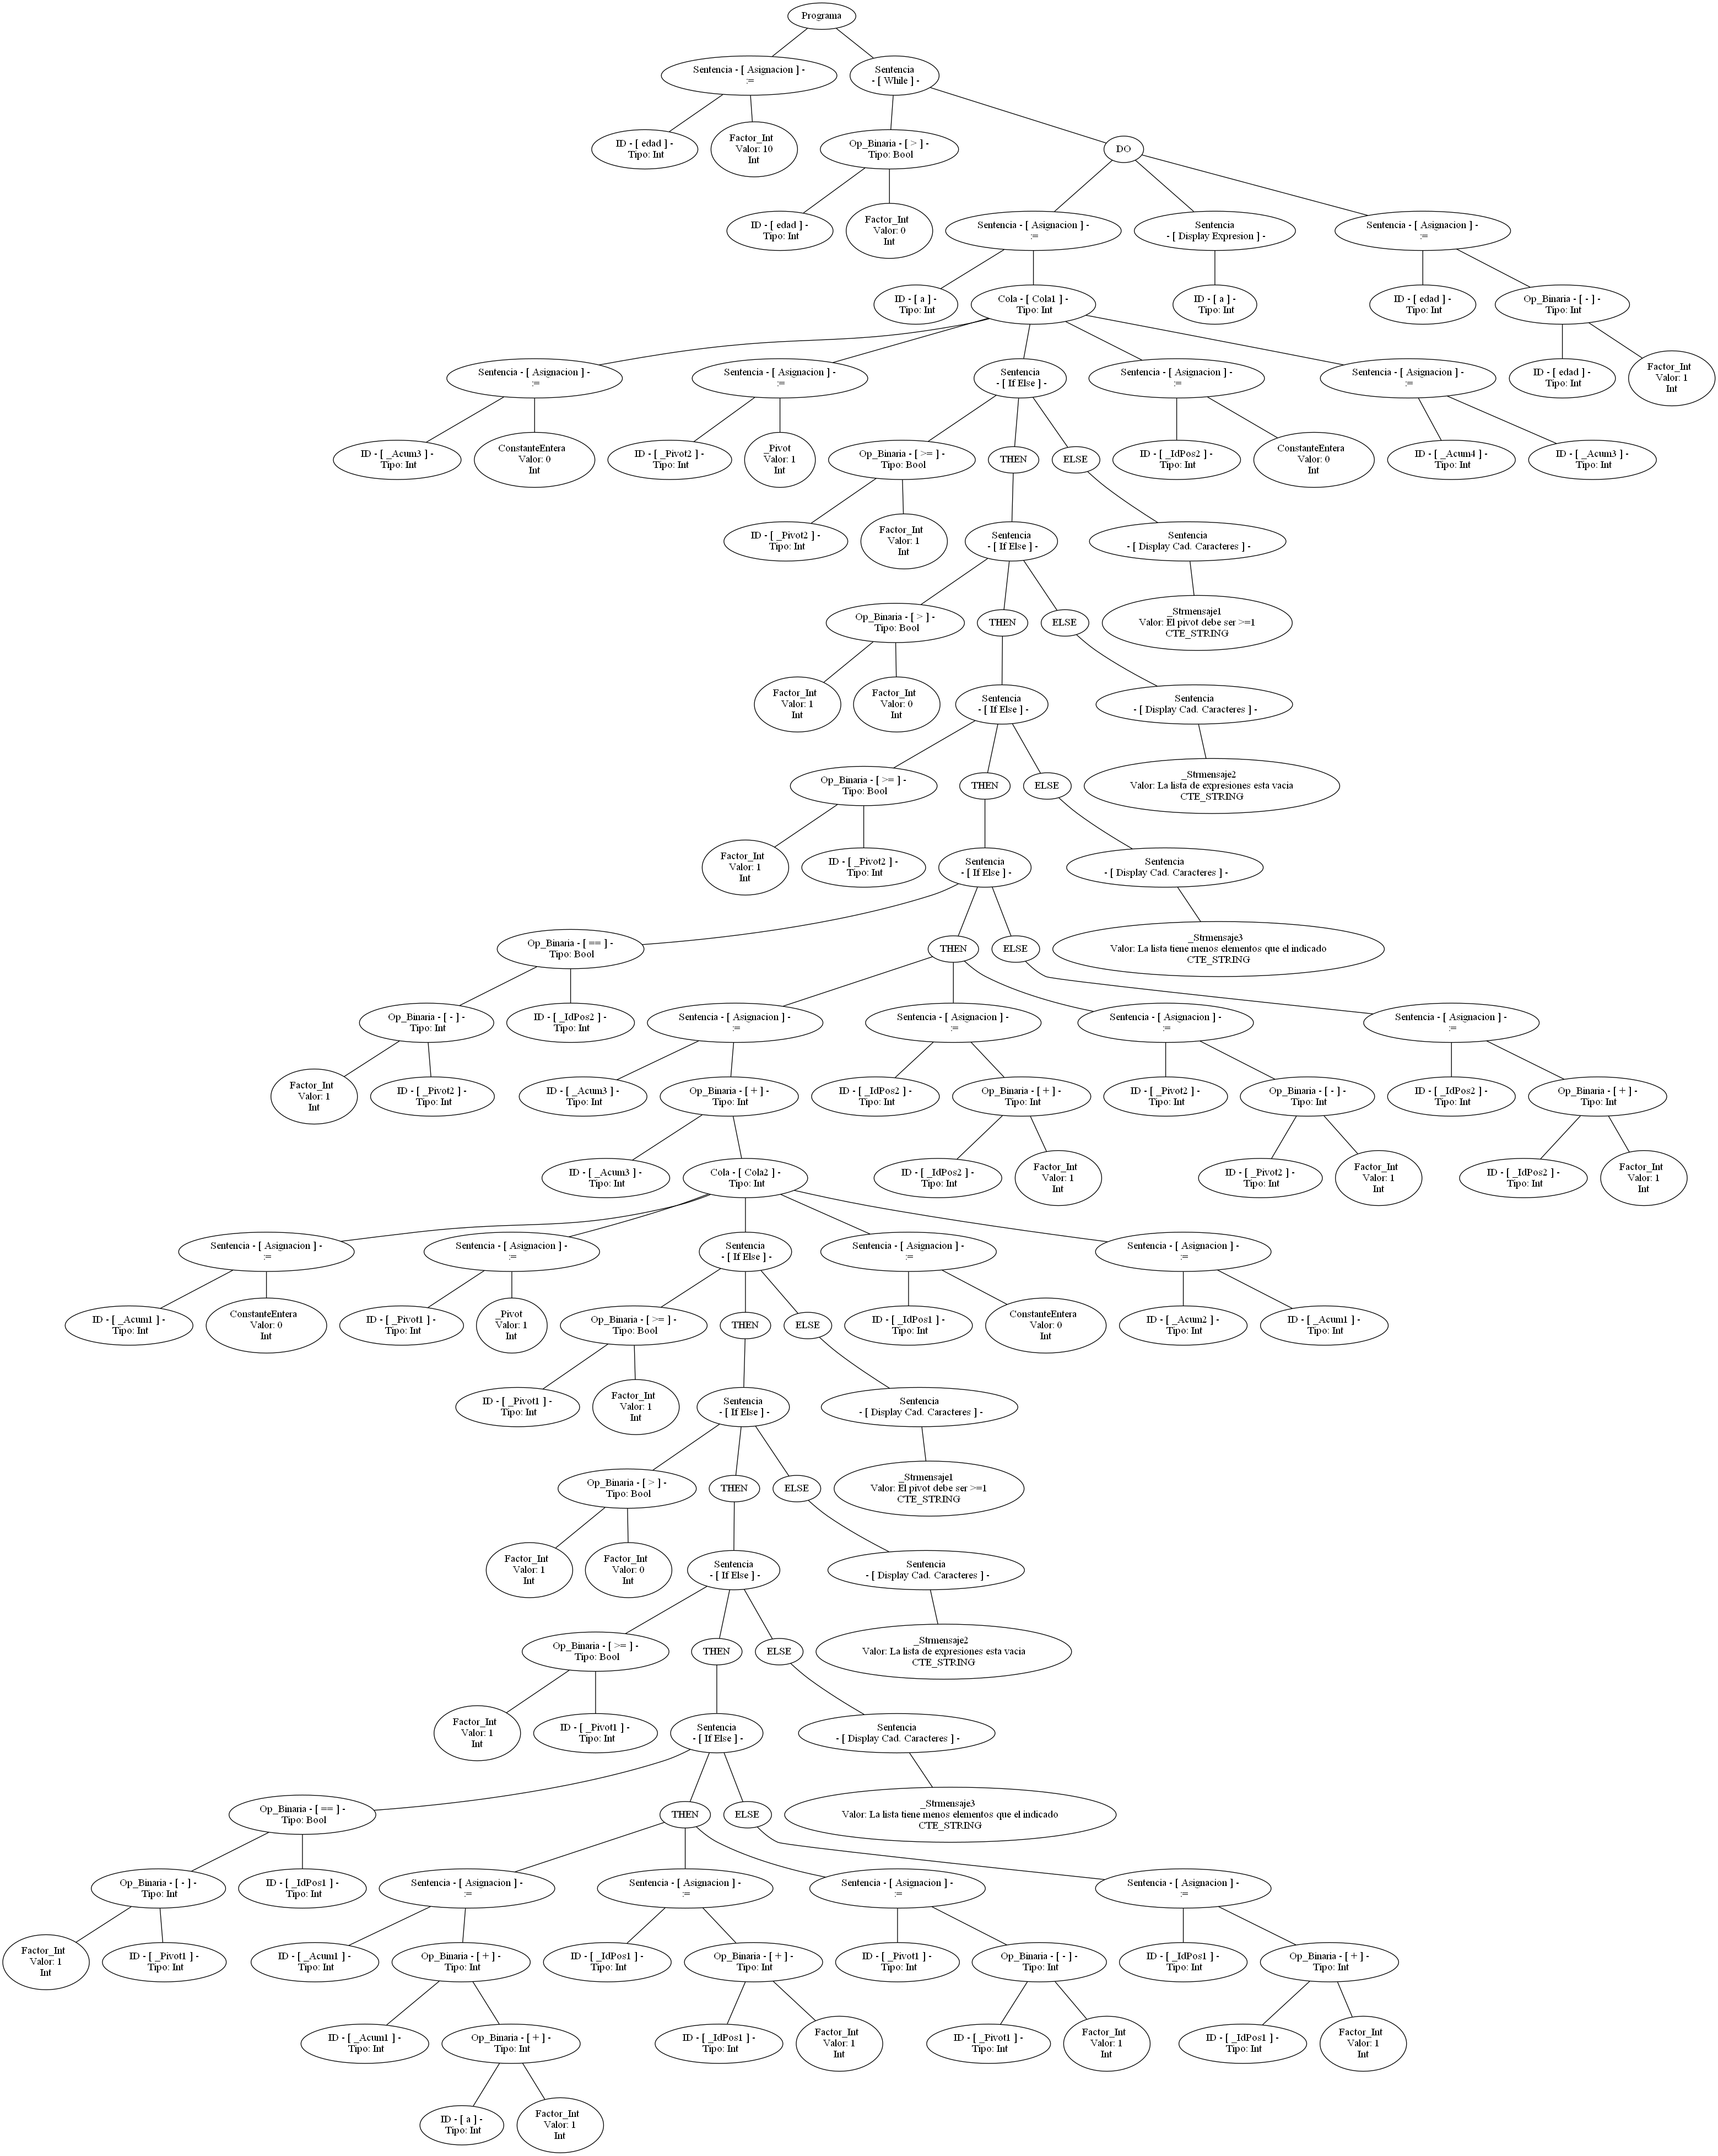 Programa
Sentencia - [ Asignacion ] -
:=
Sentencia
- [ While ] -
ID - [ edad ] -
Tipo: Int
Factor_Int
Valor: 10
Int
Op_Binaria - [ > ] -
Tipo: Bool
DO
ID - [ edad ] -
Tipo: Int
Factor_Int
Valor: 0
Int
Sentencia - [ Asignacion ] -
:=
Sentencia
- [ Display Expresion ] -
Sentencia - [ Asignacion ] -
:=
ID - [ a ] -
Tipo: Int
Cola - [ Cola1 ] -
Tipo: Int
ID - [ a ] -
Tipo: Int
ID - [ edad ] -
Tipo: Int
Op_Binaria - [ - ] -
Tipo: Int
Sentencia - [ Asignacion ] -
:=
Sentencia - [ Asignacion ] -
:=
Sentencia
- [ If Else ] -
Sentencia - [ Asignacion ] -
:=
Sentencia - [ Asignacion ] -
:=
ID - [ edad ] -
Tipo: Int
Factor_Int
Valor: 1
Int
ID - [ _Acum3 ] -
Tipo: Int
ConstanteEntera
Valor: 0
Int
ID - [ _Pivot2 ] -
Tipo: Int
_Pivot
Valor: 1
Int
Op_Binaria - [ >= ] -
Tipo: Bool
THEN
ELSE
ID - [ _IdPos2 ] -
Tipo: Int
ConstanteEntera
Valor: 0
Int
ID - [ _Acum4 ] -
Tipo: Int
ID - [ _Acum3 ] -
Tipo: Int
ID - [ _Pivot2 ] -
Tipo: Int
Factor_Int
Valor: 1
Int
Sentencia
- [ If Else ] -
Sentencia
- [ Display Cad. Caracteres ] -
Op_Binaria - [ > ] -
Tipo: Bool
THEN
ELSE
_Strmensaje1
Valor: El pivot debe ser >=1
CTE_STRING
Factor_Int
Valor: 1
Int
Factor_Int
Valor: 0
Int
Sentencia
- [ If Else ] -
Sentencia
- [ Display Cad. Caracteres ] -
Op_Binaria - [ >= ] -
Tipo: Bool
THEN
ELSE
_Strmensaje2
Valor: La lista de expresiones esta vacia
CTE_STRING
Factor_Int
Valor: 1
Int
ID - [ _Pivot2 ] -
Tipo: Int
Sentencia
- [ If Else ] -
Sentencia
- [ Display Cad. Caracteres ] -
Op_Binaria - [ == ] -
Tipo: Bool
THEN
ELSE
_Strmensaje3
Valor: La lista tiene menos elementos que el indicado
CTE_STRING
Op_Binaria - [ - ] -
Tipo: Int
ID - [ _IdPos2 ] -
Tipo: Int
Sentencia - [ Asignacion ] -
:=
Sentencia - [ Asignacion ] -
:=
Sentencia - [ Asignacion ] -
:=
Sentencia - [ Asignacion ] -
:=
Factor_Int
Valor: 1
Int
ID - [ _Pivot2 ] -
Tipo: Int
ID - [ _Acum3 ] -
Tipo: Int
Op_Binaria - [ + ] -
Tipo: Int
ID - [ _IdPos2 ] -
Tipo: Int
Op_Binaria - [ + ] -
Tipo: Int
ID - [ _Pivot2 ] -
Tipo: Int
Op_Binaria - [ - ] -
Tipo: Int
ID - [ _IdPos2 ] -
Tipo: Int
Op_Binaria - [ + ] -
Tipo: Int
ID - [ _Acum3 ] -
Tipo: Int
Cola - [ Cola2 ] -
Tipo: Int
ID - [ _IdPos2 ] -
Tipo: Int
Factor_Int
Valor: 1
Int
ID - [ _Pivot2 ] -
Tipo: Int
Factor_Int
Valor: 1
Int
ID - [ _IdPos2 ] -
Tipo: Int
Factor_Int
Valor: 1
Int
Sentencia - [ Asignacion ] -
:=
Sentencia - [ Asignacion ] -
:=
Sentencia
- [ If Else ] -
Sentencia - [ Asignacion ] -
:=
Sentencia - [ Asignacion ] -
:=
ID - [ _Acum1 ] -
Tipo: Int
ConstanteEntera
Valor: 0
Int
ID - [ _Pivot1 ] -
Tipo: Int
_Pivot
Valor: 1
Int
Op_Binaria - [ >= ] -
Tipo: Bool
THEN
ELSE
ID - [ _IdPos1 ] -
Tipo: Int
ConstanteEntera
Valor: 0
Int
ID - [ _Acum2 ] -
Tipo: Int
ID - [ _Acum1 ] -
Tipo: Int
ID - [ _Pivot1 ] -
Tipo: Int
Factor_Int
Valor: 1
Int
Sentencia
- [ If Else ] -
Sentencia
- [ Display Cad. Caracteres ] -
Op_Binaria - [ > ] -
Tipo: Bool
THEN
ELSE
_Strmensaje1
Valor: El pivot debe ser >=1
CTE_STRING
Factor_Int
Valor: 1
Int
Factor_Int
Valor: 0
Int
Sentencia
- [ If Else ] -
Sentencia
- [ Display Cad. Caracteres ] -
Op_Binaria - [ >= ] -
Tipo: Bool
THEN
ELSE
_Strmensaje2
Valor: La lista de expresiones esta vacia
CTE_STRING
Factor_Int
Valor: 1
Int
ID - [ _Pivot1 ] -
Tipo: Int
Sentencia
- [ If Else ] -
Sentencia
- [ Display Cad. Caracteres ] -
Op_Binaria - [ == ] -
Tipo: Bool
THEN
ELSE
_Strmensaje3
Valor: La lista tiene menos elementos que el indicado
CTE_STRING
Op_Binaria - [ - ] -
Tipo: Int
ID - [ _IdPos1 ] -
Tipo: Int
Sentencia - [ Asignacion ] -
:=
Sentencia - [ Asignacion ] -
:=
Sentencia - [ Asignacion ] -
:=
Sentencia - [ Asignacion ] -
:=
Factor_Int
Valor: 1
Int
ID - [ _Pivot1 ] -
Tipo: Int
ID - [ _Acum1 ] -
Tipo: Int
Op_Binaria - [ + ] -
Tipo: Int
ID - [ _IdPos1 ] -
Tipo: Int
Op_Binaria - [ + ] -
Tipo: Int
ID - [ _Pivot1 ] -
Tipo: Int
Op_Binaria - [ - ] -
Tipo: Int
ID - [ _IdPos1 ] -
Tipo: Int
Op_Binaria - [ + ] -
Tipo: Int
ID - [ _Acum1 ] -
Tipo: Int
Op_Binaria - [ + ] -
Tipo: Int
ID - [ _IdPos1 ] -
Tipo: Int
Factor_Int
Valor: 1
Int
ID - [ _Pivot1 ] -
Tipo: Int
Factor_Int
Valor: 1
Int
ID - [ _IdPos1 ] -
Tipo: Int
Factor_Int
Valor: 1
Int
ID - [ a ] -
Tipo: Int
Factor_Int
Valor: 1
Int